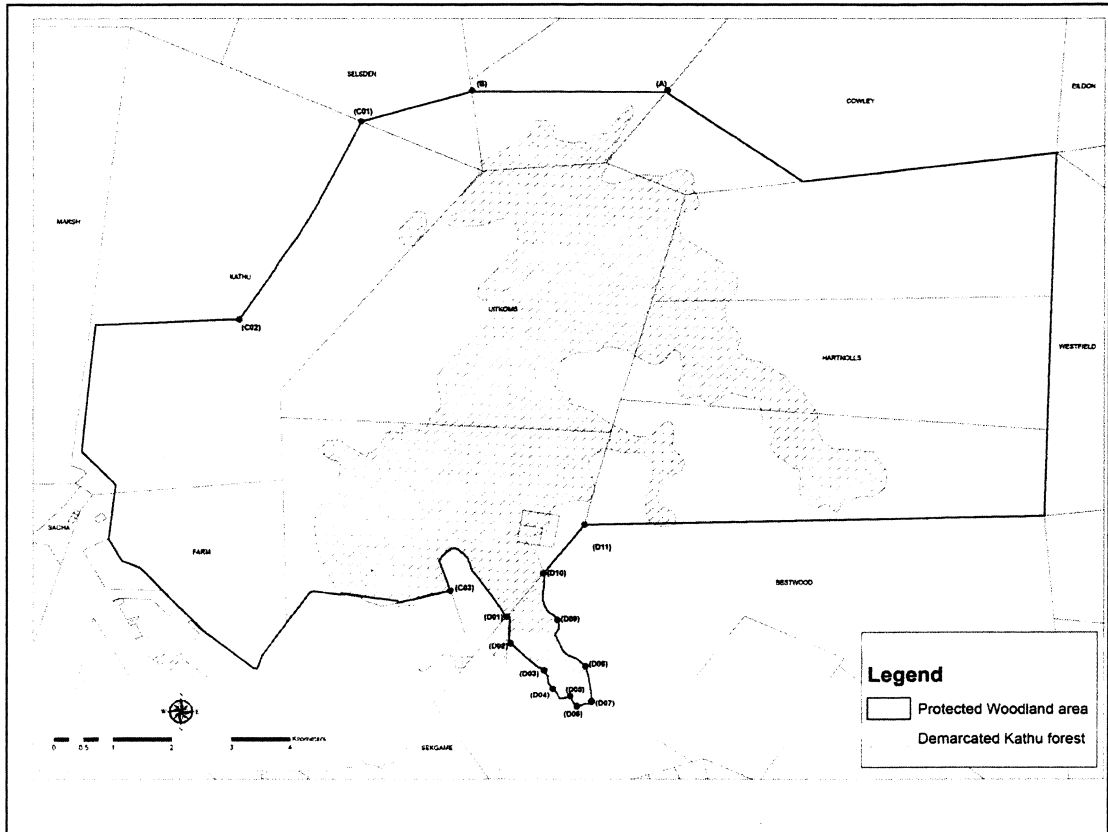 SELSDEN
(B)
(A)
COWLEY
EILDON
(C01)
MARSH
KATHU
(C02)
UITKOMS
HARTNOLLS
WESTFIELD
SACHA
FARM
(D11)
(D10)
BESTWOOD
(C03)
(D01)
(D09)
(D02)
(D03)
(D08)
(D04)
(D05)
(D07)
(D06)
SEKGAME
N
W E
S
Kilometers
0 0.5 1 2 3 4
Legend
Protected Woodland area
Demarcated Kathu forest